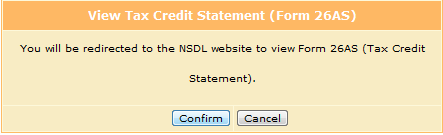 View Tax Credit Statement (Form 26AS)
You will be redirected to the NSDL website to view Form 26AS (Tax Credit
Statement).
Confirm Cancel